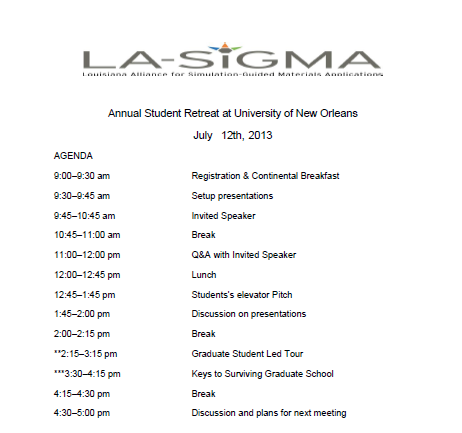 LA-SiGMA
Louisiana Alliance for Simulation-Guided Materials Applications
Annual Student Retreat at University of New Orleans
July 12th, 2013
AGENDA
9:00–9:30 am Registration & Continental Breakfast
9:30–9:45 am Setup presentations
9:45–10:45 am Invited Speaker
10:45–11:00 am Break
11:00–12:00 pm Q&A with Invited Speaker
12:00–12:45 pm Lunch
12:45–1:45 pm Students's elevator Pitch
1:45–2:00 pm Discussion on presentations
2:00–2:15 pm Break
**2:15–3:15 pm Graduate Student Led Tour
***3:30–4:15 pm Keys to Surviving Graduate School
4:15–4:30 pm Break
4:30–5:00 pm Discussion and plans for next meeting